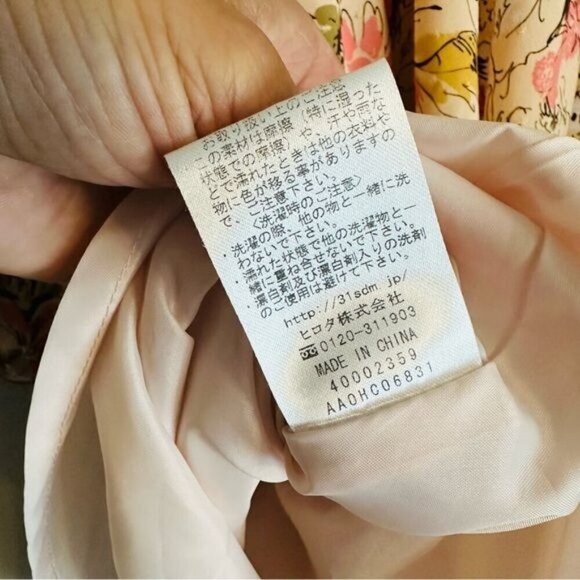 お取り扱い上のご注意
この素材は摩擦(特に湿った
状態での摩擦)や、汗や雨な
どで濡れたときは他の衣料や
物に色が移る事がありますの
で、ご注意下さい。
〈洗濯時のご注意〉
・洗濯の際、他の物と一緒に洗
わないで下さい。
・濡れた状態で他の洗濯物と一
緒に重ね合せないで下さい。
・漂白剤及び漂白剤入りの洗剤
のご使用は避けて下さい。
http://31sdm.jp/
ヒロタ株式会社
0120-311903
MADE IN CHINA
40002359
AA0HC06831